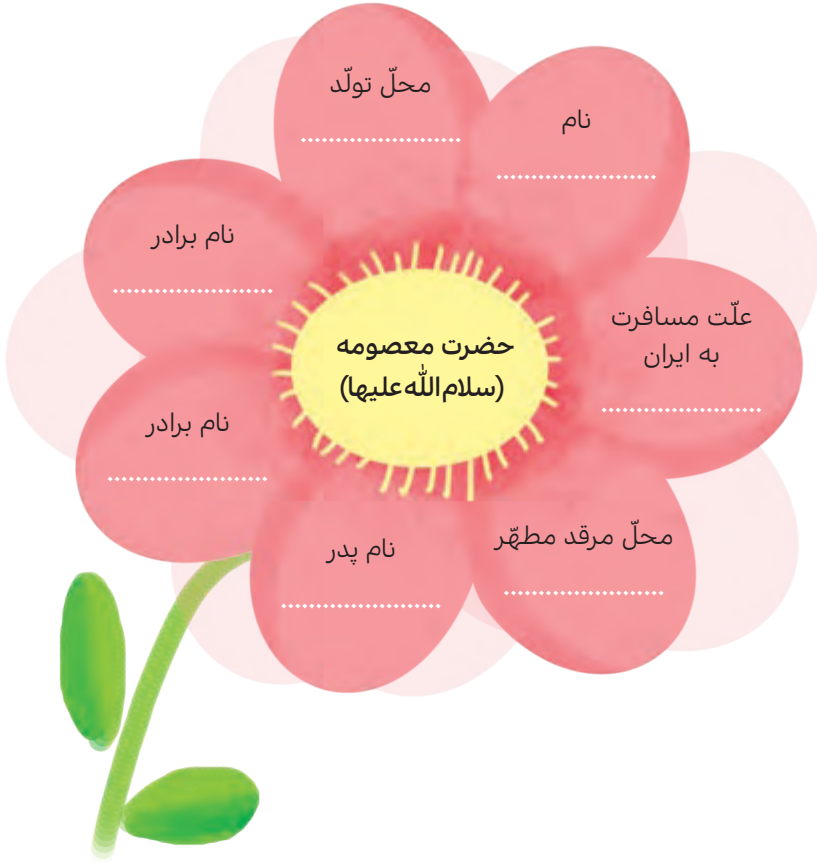 محلّ تولّد
نام
نام برادر
علّت مسافرت
به ایران
حضرت معصومه
(سلام‌اللّٰه‌علیها)
نام برادر
محلّ مرقد مطهّر
نام پدر